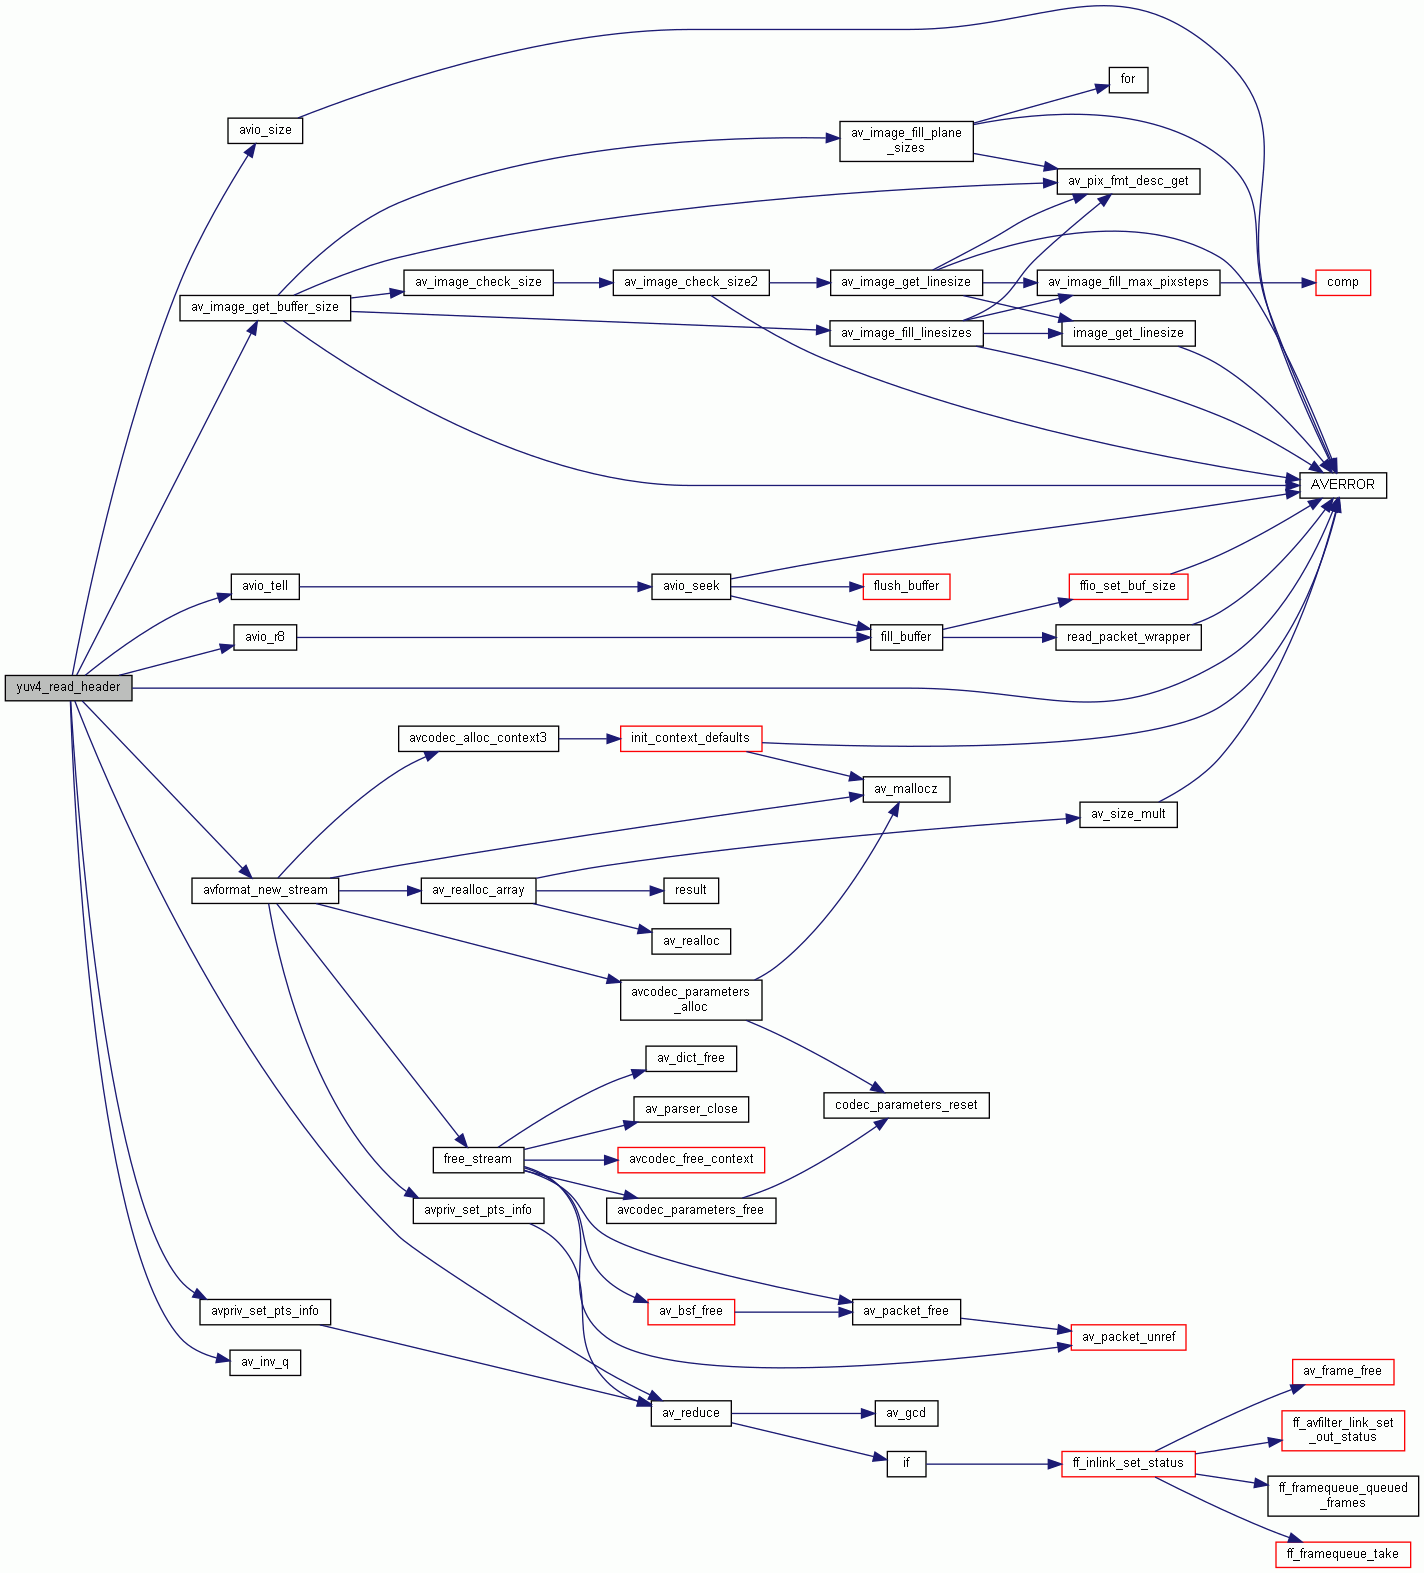 for
avio_size
av_image_fill_plane
_sizes
av_pix_fmt_desc_get
av_image_check_size
av_image_check_size2
av_image_get_linesize
av_image_fill_max_pixsteps
comp
av_image_get_buffer_size
av_image_fill_linesizes
image_get_linesize
AVERROR
avio_tell
avio_seek
flush_buffer
ffio_set_buf_size
avio_r8
fill_buffer
read_packet_wrapper
yuv4_read_header
avcodec_alloc_context3
init_context_defaults
av_mallocz
av_size_mult
avformat_new_stream
av_realloc_array
result
av_realloc
avcodec_parameters
_alloc
av_dict_free
codec_parameters_reset
av_parser_close
free_stream
avcodec_free_context
avpriv_set_pts_info
avcodec_parameters_free
avpriv_set_pts_info
av_bsf_free
av_packet_free
av_packet_unref
av_inv_q
av_frame_free
av_reduce
av_gcd
ff_avfilter_link_set
_out_status
if
ff_inlink_set_status
ff_framequeue_queued
_frames
ff_framequeue_take